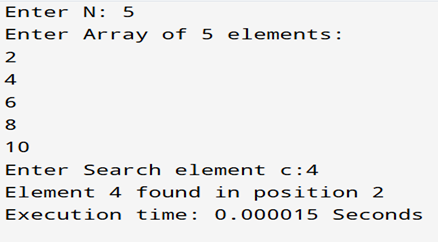 Enter N: 5
Enter Array of 5 elements:
2
4
6
8
10
Enter Search element c:4
Element 4 found in position 2
Execution time: 0.000015 Seconds